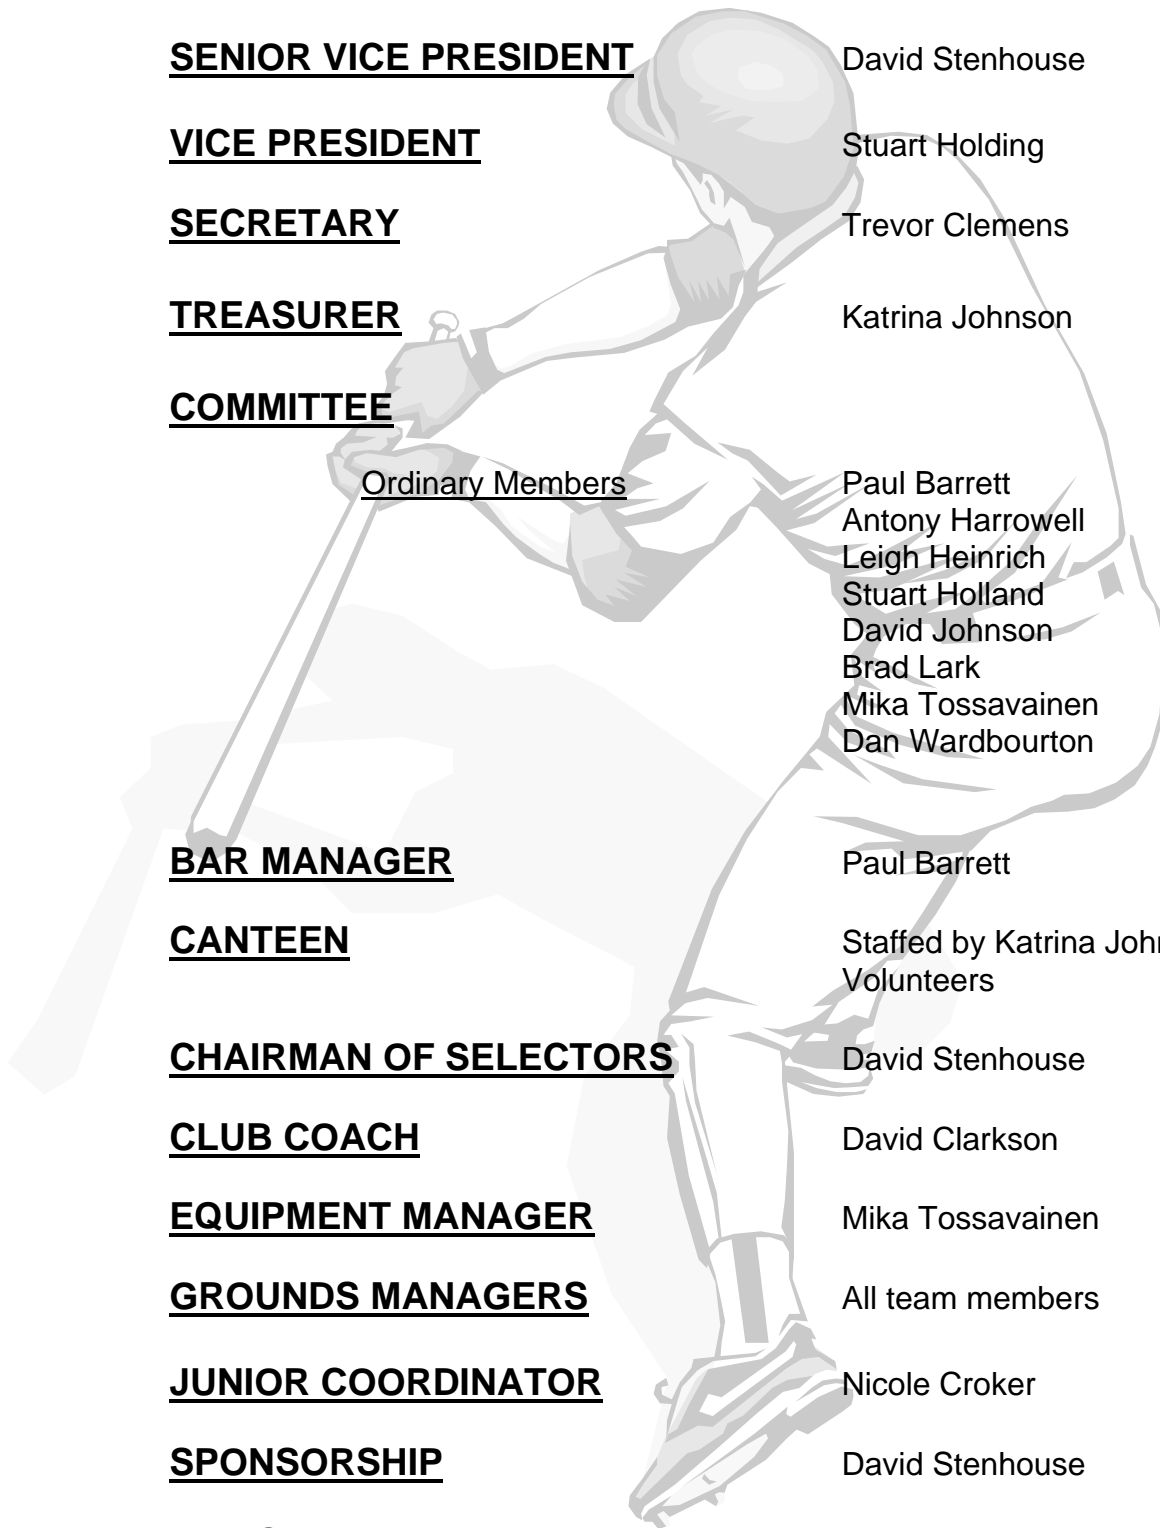 SENIOR VICE PRESIDENT David Stenhouse
VICE PRESIDENT Stuart Holding
SECRETARY Trevor Clemens
TREASURER Katrina Johnson
COMMITTEE
Ordinary Members Paul Barrett
Antony Harrowell
Leigh Heinrich
Stuart Holland
David Johnson
Brad Lark
Mika Tossavainen
Dan Wardbourton
BAR MANAGER Paul Barrett
CANTEEN Staffed by Katrina
Volunteers
CHAIRMAN OF SELECTORS David Stenhouse
CLUB COACH David Clarkson
EQUIPMENT MANAGER Mika Tossavainen
GROUNDS MANAGERS All team members
JUNIOR COORDINATOR Nicole Croker
SPONSORSHIP David Stenhouse